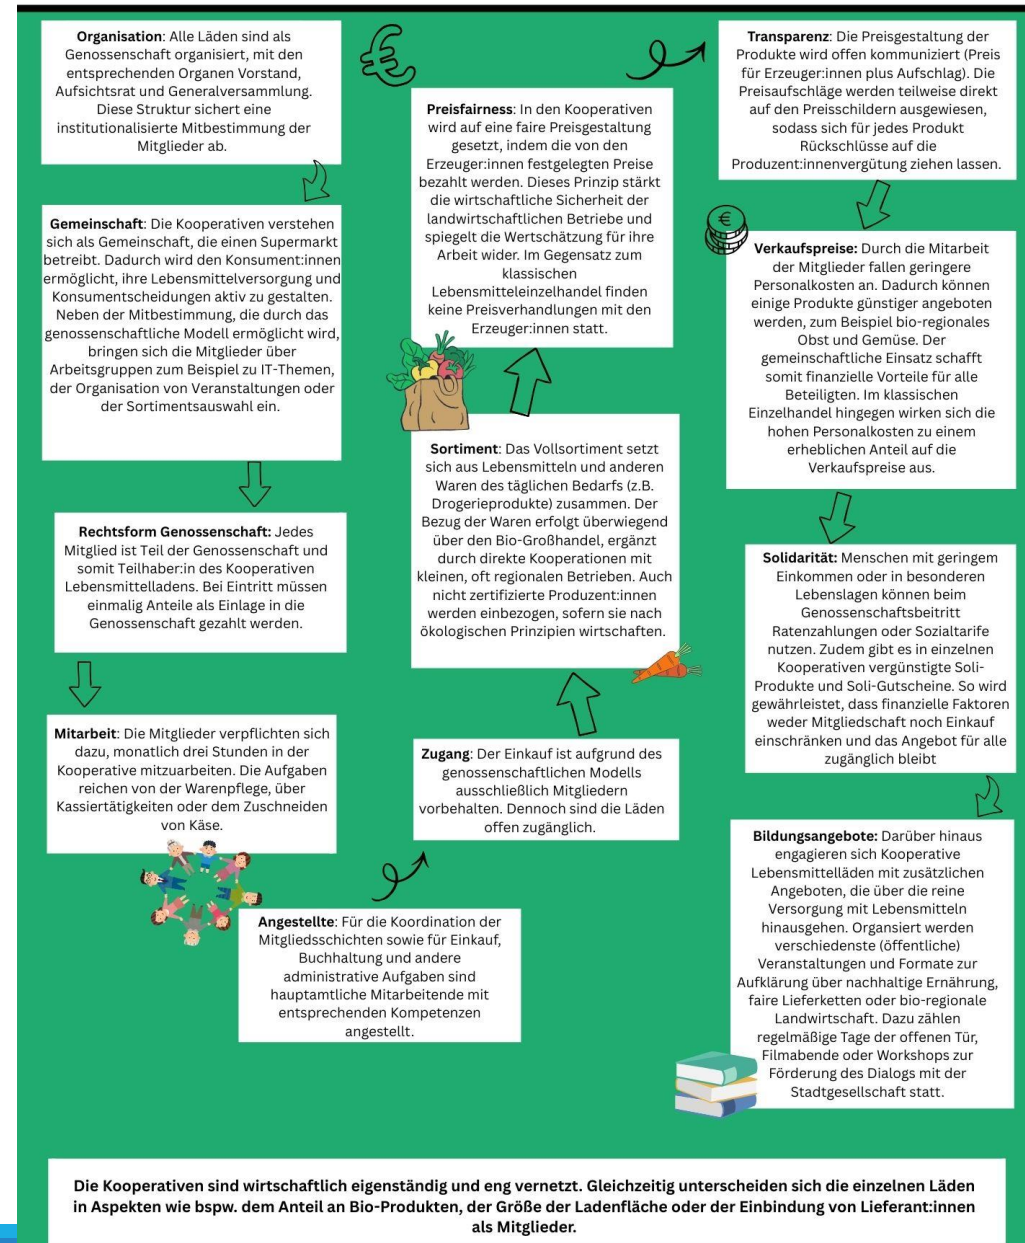 Organisation: Alle Läden sind als
Genossenschaft organisiert, mit den
entsprechenden Organen Vorstand,
Aufsichtsrat und Generalversammlung.
Diese Struktur sichert eine
institutionalisierte Mitbestimmung der
Mitglieder ab.
Gemeinschaft: Die Kooperativen verstehen
sich als Gemeinschaft, die einen Supermarkt
betreibt. Dadurch wird den Konsument:innen
ermöglicht, ihre Lebensmittelversorgung und
Konsumentscheidungen aktiv zu gestalten.
Neben der Mitbestimmung, die durch das
genossenschaftliche Modell ermöglicht wird,
bringen sich die Mitglieder über
Arbeitsgruppen zum Beispiel zu IT-Themen,
der Organisation von Veranstaltungen oder
der Sortimentsauswahl ein.
Rechtsform Genossenschaft: Jedes
Mitglied ist Teil der Genossenschaft und
somit Teilhaber:in des Kooperativen
Lebensmittelladens. Bei Eintritt müssen
einmalig Anteile als Einlage in die
Genossenschaft gezahlt werden.
Mitarbeit: Die Mitglieder verpflichten sich
dazu, monatlich drei Stunden in der
Kooperative mitzuarbeiten. Die Aufgaben
reichen von der Warenpflege, über
Kassiertätigkeiten oder dem Zuschneiden
von Käse.
Angestellte: Für die Koordination der
Mitgliedsschichten sowie für Einkauf,
Buchhaltung und andere
administrative Aufgaben sind
hauptamtliche Mitarbeitende mit
entsprechenden Kompetenzen
angestellt.
Zugang: Der Einkauf ist aufgrund des
genossenschaftlichen Modells
ausschließlich Mitgliedern
vorbehalten. Dennoch sind die Läden
offen zugänglich.
Sortiment: Das Vollsortiment setzt
sich aus Lebensmitteln und anderen
Waren des täglichen Bedarfs (z.B.
Drogerieprodukte) zusammen. Der
Bezug der Waren erfolgt überwiegend
über den Bio-Großhandel, ergänzt
durch direkte Kooperationen mit
kleinen, oft regionalen Betrieben. Auch
nicht zertifizierte Produzent:innen
werden einbezogen, sofern sie nach
ökologischen Prinzipien wirtschaften.
Preisfairness: In den Kooperativen
wird auf eine faire Preisgestaltung
gesetzt, indem die von den
Erzeuger:innen festgelegten Preise
bezahlt werden. Dieses Prinzip stärkt
die wirtschaftliche Sicherheit der
landwirtschaftlichen Betriebe und
spiegelt die Wertschätzung für ihre
Arbeit wider. Im Gegensatz zum
klassischen
Lebensmitteleinzelhandel finden
keine Preisverhandlungen mit den
Erzeuger:innen statt.
Transparenz: Die Preisgestaltung der
Produkte wird offen kommuniziert (Preis
für Erzeuger:innen plus Aufschlag). Die
Preisaufschläge werden teilweise direkt
auf den Preisschildern ausgewiesen,
sodass sich für jedes Produkt
Rückschlüsse auf die
Produzent:innenvergütung ziehen lassen.
Verkaufspreise: Durch die Mitarbeit
der Mitglieder fallen geringere
Personalkosten an. Dadurch können
einige Produkte günstiger angeboten
werden, zum Beispiel bio-regionales
Obst und Gemüse. Der
gemeinschaftliche Einsatz schafft
somit finanzielle Vorteile für alle
Beteiligten. Im klassischen
Einzelhandel hingegen wirken sich die
hohen Personalkosten zu einem
erheblichen Anteil auf die
Verkaufspreise aus.
Solidarität: Menschen mit geringem
Einkommen oder in besonderen
Lebenslagen können beim
Genossenschaftsbeitritt
Ratenzahlungen oder Sozialtarife
nutzen. Zudem gibt es in einzelnen
Kooperativen vergünstigte Soli-
Produkte und Soli-Gutscheine. So wird
gewährleistet, dass finanzielle Faktoren
weder Mitgliedschaft noch Einkauf
einschränken und das Angebot für alle
zugänglich bleibt
Bildungsangebote: Darüber hinaus
engagieren sich Kooperative
Lebensmittelläden mit zusätzlichen
Angeboten, die über die reine
Versorgung mit Lebensmitteln
hinausgehen. Organsiert werden
verschiedenste (öffentliche)
Veranstaltungen und Formate zur
Aufklärung über nachhaltige Ernährung,
faire Lieferketten oder bio-regionale
Landwirtschaft. Dazu zählen
regelmäßige Tage der offenen Tür,
Filmabende oder Workshops zur
Förderung des Dialogs mit der
Stadtgesellschaft statt.
Die Kooperativen sind wirtschaftlich eigenständig und eng vernetzt. Gleichzeitig unterscheiden sich die einzelnen Läden
in Aspekten wie bspw. dem Anteil an Bio-Produkten, der Größe der Ladenfläche oder der Einbindung von Lieferant:innen
als Mitglieder.